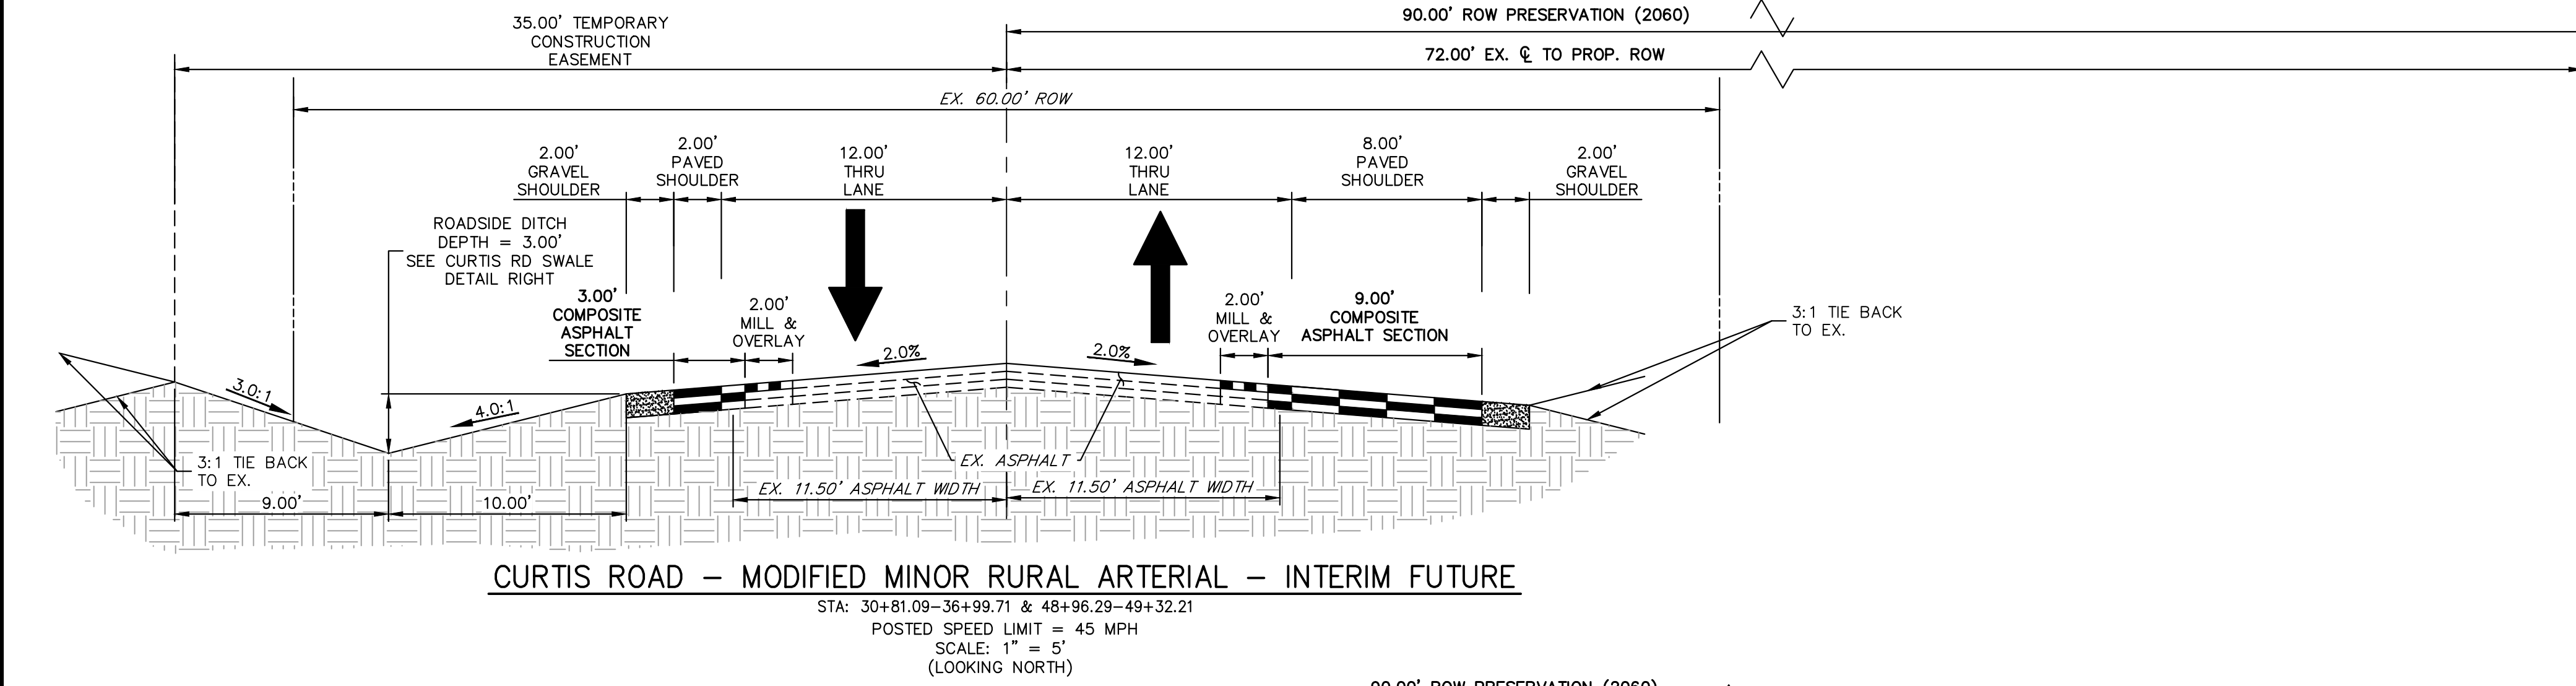 35.00' TEMPORARY
CONSTRUCTION
EASEMENT
90.00' ROW PRESERVATION (2060)
72.00' EX. ℄ TO PROP. ROW
EX. 60.00' ROW
2.00'
GRAVEL
SHOULDER
2.00'
PAVED
SHOULDER
12.00'
THRU
LANE
12.00'
THRU
LANE
8.00'
PAVED
SHOULDER
2.00'
GRAVEL
SHOULDER
ROADSIDE DITCH
DEPTH = 3.00'
SEE CURTIS RD SWALE
DETAIL RIGHT
3.00'
COMPOSITE
ASPHALT
SECTION
2.00'
MILL &
OVERLAY
2.00'
MILL &
OVERLAY
9.00'
COMPOSITE
ASPHALT SECTION
3:1 TIE BACK
TO EX.
2.0%
2.0%
3.0:1
4.0:1
3:1 TIE BACK
TO EX.
EX. ASPHALT
EX. 11.50' ASPHALT WIDTH
EX. 11.50' ASPHALT WIDTH
9.00'
10.00'
CURTIS ROAD - MODIFIED MINOR RURAL ARTERIAL - INTERIM FUTURE
STA: 30+81.09-36+99.71 & 48+96.29-49+32.21
POSTED SPEED LIMIT = 45 MPH
SCALE: 1" = 5'
(LOOKING NORTH)
90.00' ROW PRESERVATION (2060)